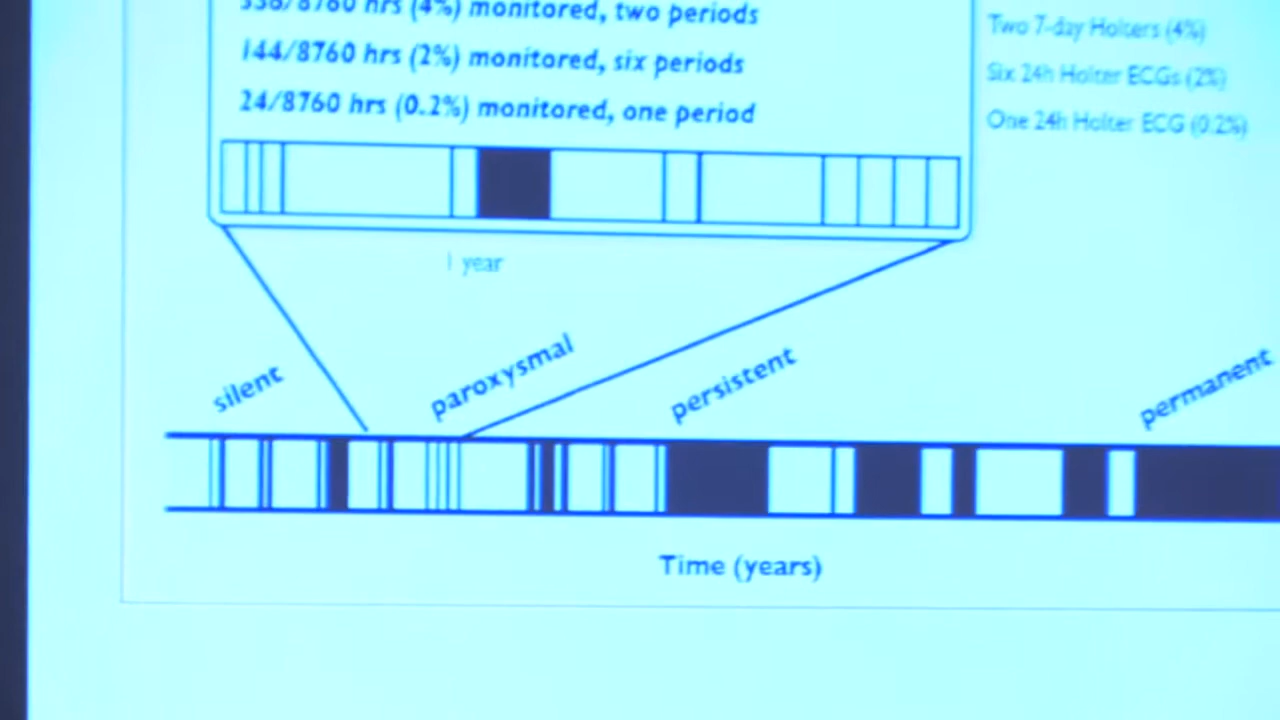 336/8760 hrs (4%) monitored, two periods
144/8760 hrs (2%) monitored, six periods
24/8760 hrs (0.2%) monitored, one period
Two 7-day Holters (4%)
Six 24h Holter ECGs (2%)
One 24h Holter ECG (0.2%)
1 year
silent
paroxysmal
persistent
permanent
Time (years)